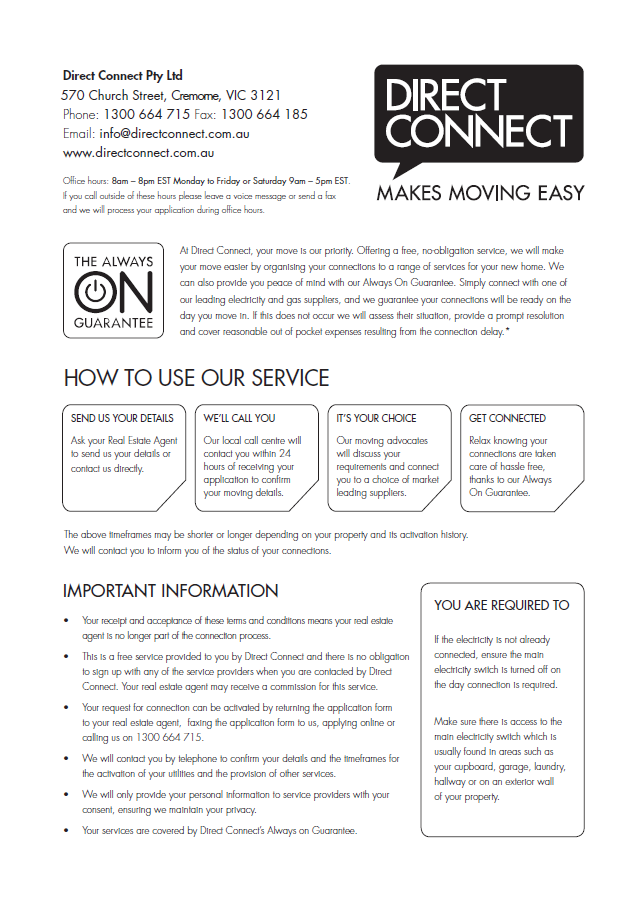 Direct Connect Pty Ltd
570 Church Street, Cremorne, VIC 3121
Phone: 1300 664 715 Fax: 1300 664 185
Email: info@directconnect.com.au
www.directconnect.com.au
Office hours: 8am – 8pm EST Monday to Friday or Saturday 9am – 5pm EST.
If you call outside of these hours please leave a voice message or send a fax
and we will process your application during office hours.
DIRECT
CONNECT
MAKES MOVING EASY
THE ALWAYS
ON
GUARANTEE
At Direct Connect, your move is our priority. Offering a free, no-obligation service, we will make
your move easier by organising your connections to a range of services for your new home. We
can also provide you peace of mind with our Always On Guarantee. Simply connect with one of
our leading electricity and gas suppliers, and we guarantee your connections will be ready on the
day you move in. If this does not occur we will assess their situation, provide a prompt resolution
and cover reasonable out of pocket expenses resulting from the connection delay.*
HOW TO USE OUR SERVICE
SEND US YOUR DETAILS
Ask your Real Estate Agent
to send us your details or
contact us directly.
WE'LL CALL YOU
Our local call centre will
contact you within 24
hours of receiving your
application to confirm
your moving details.
IT'S YOUR CHOICE
Our moving advocates
will discuss your
requirements and connect
you to a choice of market
leading suppliers.
GET CONNECTED
Relax knowing your
connections are taken
care of hassle free,
thanks to our Always
On Guarantee.
The above timeframes may be shorter or longer depending on your property and its activation history.
We will contact you to inform you of the status of your connections.
IMPORTANT INFORMATION
• Your receipt and acceptance of these terms and conditions means your real estate
agent is no longer part of the connection process.
• This is a free service provided to you by Direct Connect and there is no obligation
to sign up with any of the service providers when you are contacted by Direct
Connect. Your real estate agent may receive a commission for this service.
• Your request for connection can be activated by returning the application form
to your real estate agent, faxing the application form to us, applying online or
calling us on 1300 664 715.
• We will contact you by telephone to confirm your details and the timeframes for
the activation of your utilities and the provision of other services.
• We will only provide your personal information to service providers with your
consent, ensuring we maintain your privacy.
• Your services are covered by Direct Connect's Always on Guarantee.
YOU ARE REQUIRED TO
If the electricity is not already
connected, ensure the main
electricity switch is turned off on
the day connection is required.
Make sure there is access to the
main electricity switch which is
usually found in areas such as
your cupboard, garage, laundry,
hallway or on an exterior wall
of your property.